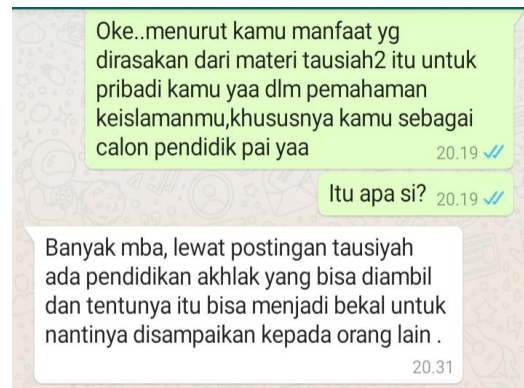 Oke..menurut kamu manfaat yg
dirasakan dari materi tausiah2 itu untuk
pribadi kamu yaa dlm pemahaman
keislamanmu,khususnya kamu sebagai
calon pendidik pai yaa
20.19
Itu apa si? 20.19
Banyak mba, lewat postingan tausiyah
ada pendidikan akhlak yang bisa diambil
dan tentunya itu bisa menjadi bekal untuk
nantinya disampaikan kepada orang lain .
20.31